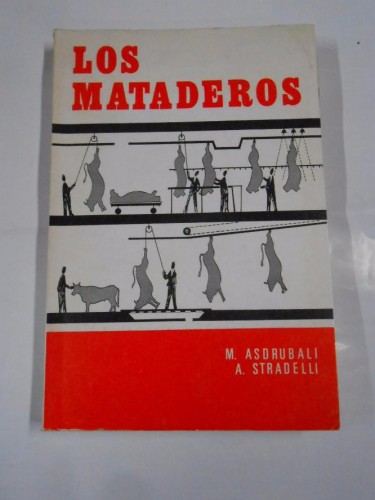 LOS
MATADEROS
M. ASDRUBALI
A. STRADELLI